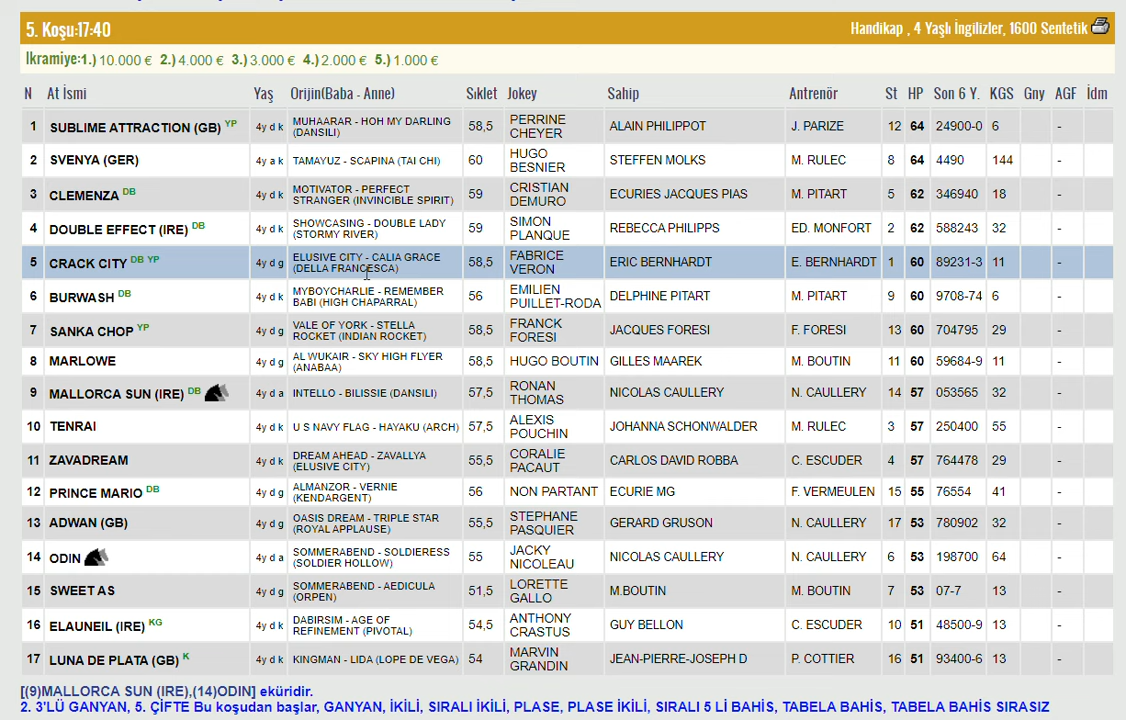 5. Koşu:17:40 Handikap , 4 Yaşlı İngilizler, 1600 Sentetik
İkramiye:1.) 10.000 € 2.) 4.000 € 3.) 3.000 € 4.) 2.000 € 5.) 1.000 €
N At İsmi Yaş Orijin(Baba - Anne) Sıklet Jokey Sahip Antrenör St HP Son 6 Y. KGS Gny AGF İdm
1 SUBLIME ATTRACTION (GB) YP 4y d k MUHAARAR - HOH MY DARLING (DANSILI) 58,5 PERRINE CHEYER ALAIN PHILIPPOT J. PARIZE 12 64 24900-0 6 -
2 SVENYA (GER) 4y a k TAMAYUZ - SCAPINA (TAI CHI) 60 HUGO BESNIER STEFFEN MOLKS M. RULEC 8 64 4490 144 -
3 CLEMENZA DB 4y d k MOTIVATOR - PERFECT STRANGER (INVINCIBLE SPIRIT) 59 CRISTIAN DEMURO ECURIES JACQUES PIAS M. PITART 5 62 346940 18 -
4 DOUBLE EFFECT (IRE) DB 4y d k SHOWCASING - DOUBLE LADY (STORMY RIVER) 59 SIMON PLANQUE REBECCA PHILIPPS ED. MONFORT 2 62 588243 32 -
5 CRACK CITY DB YP 4y d g ELUSIVE CITY - CALIA GRACE (DELLA FRANCESCA) 58,5 FABRICE VERON ERIC BERNHARDT E. BERNHARDT 1 60 89231-3 11 -
6 BURWASH DB 4y d k MYBOYCHARLIE - REMEMBER BABI (HIGH CHAPARRAL) 56 EMILIEN PUILLET-RODA DELPHINE PITART M. PITART 9 60 9708-74 6 -
7 SANKA CHOP YP 4y d g VALE OF YORK - STELLA ROCKET (INDIAN ROCKET) 58,5 FRANCK FORESI JACQUES FORESI F. FORESI 13 60 704795 29 -
8 MARLOWE 4y d g AL WUKAIR - SKY HIGH FLYER (ANABAA) 58,5 HUGO BOUTIN GILLES MAAREK M. BOUTIN 11 60 59684-9 11 -
9 MALLORCA SUN (IRE) DB 4y d a INTELLO - BILISSIE (DANSILI) 57,5 RONAN THOMAS NICOLAS CAULLERY N. CAULLERY 14 57 053565 32 -
10 TENRAI 4y d k U S NAVY FLAG - HAYAKU (ARCH) 57,5 ALEXIS POUCHIN JOHANNA SCHONWALDER M. RULEC 3 57 250400 55 -
11 ZAVADREAM 4y d k DREAM AHEAD - ZAVALLYA (ELUSIVE CITY) 55,5 CORALIE PACAUT CARLOS DAVID ROBBA C. ESCUDER 4 57 764478 29 -
12 PRINCE MARIO DB 4y d g ALMANZOR - VERNIE (KENDARGENT) 56 NON PARTANT ECURIE MG F. VERMEULEN 15 55 76554 41 -
13 ADWAN (GB) 4y d g OASIS DREAM - TRIPLE STAR (ROYAL APPLAUSE) 55,5 STEPHANE PASQUIER GERARD GRUSON N. CAULLERY 17 53 780902 32 -
14 ODIN 4y d a SOMMERABEND - SOLDIERESS (SOLDIER HOLLOW) 55 JACKY NICOLEAU NICOLAS CAULLERY N. CAULLERY 6 53 198700 64 -
15 SWEET AS 4y d g SOMMERABEND - AEDICULA (ORPEN) 51,5 LORETTE GALLO M.BOUTIN M. BOUTIN 7 53 07-7 13 -
16 ELAUNEIL (IRE) KG 4y d k DABIRSIM - AGE OF REFINEMENT (PIVOTAL) 54,5 ANTHONY CRASTUS GUY BELLON C. ESCUDER 10 51 48500-9 13 -
17 LUNA DE PLATA (GB) K 4y d k KINGMAN - LIDA (LOPE DE VEGA) 54 MARVIN GRANDIN JEAN-PIERRE-JOSEPH D P. COTTIER 16 51 93400-6 13 -
[(9)MALLORCA SUN (IRE),(14)ODIN] eküridir.
2. 3'LÜ GANYAN, 5. ÇİFTE Bu koşudan başlar, GANYAN, İKİLİ, SIRALI İKİLİ, PLASE, PLASE İKİLİ, SIRALI 5 Lİ BAHİS, TABELA BAHİS, TABELA BAHİS SIRASIZ